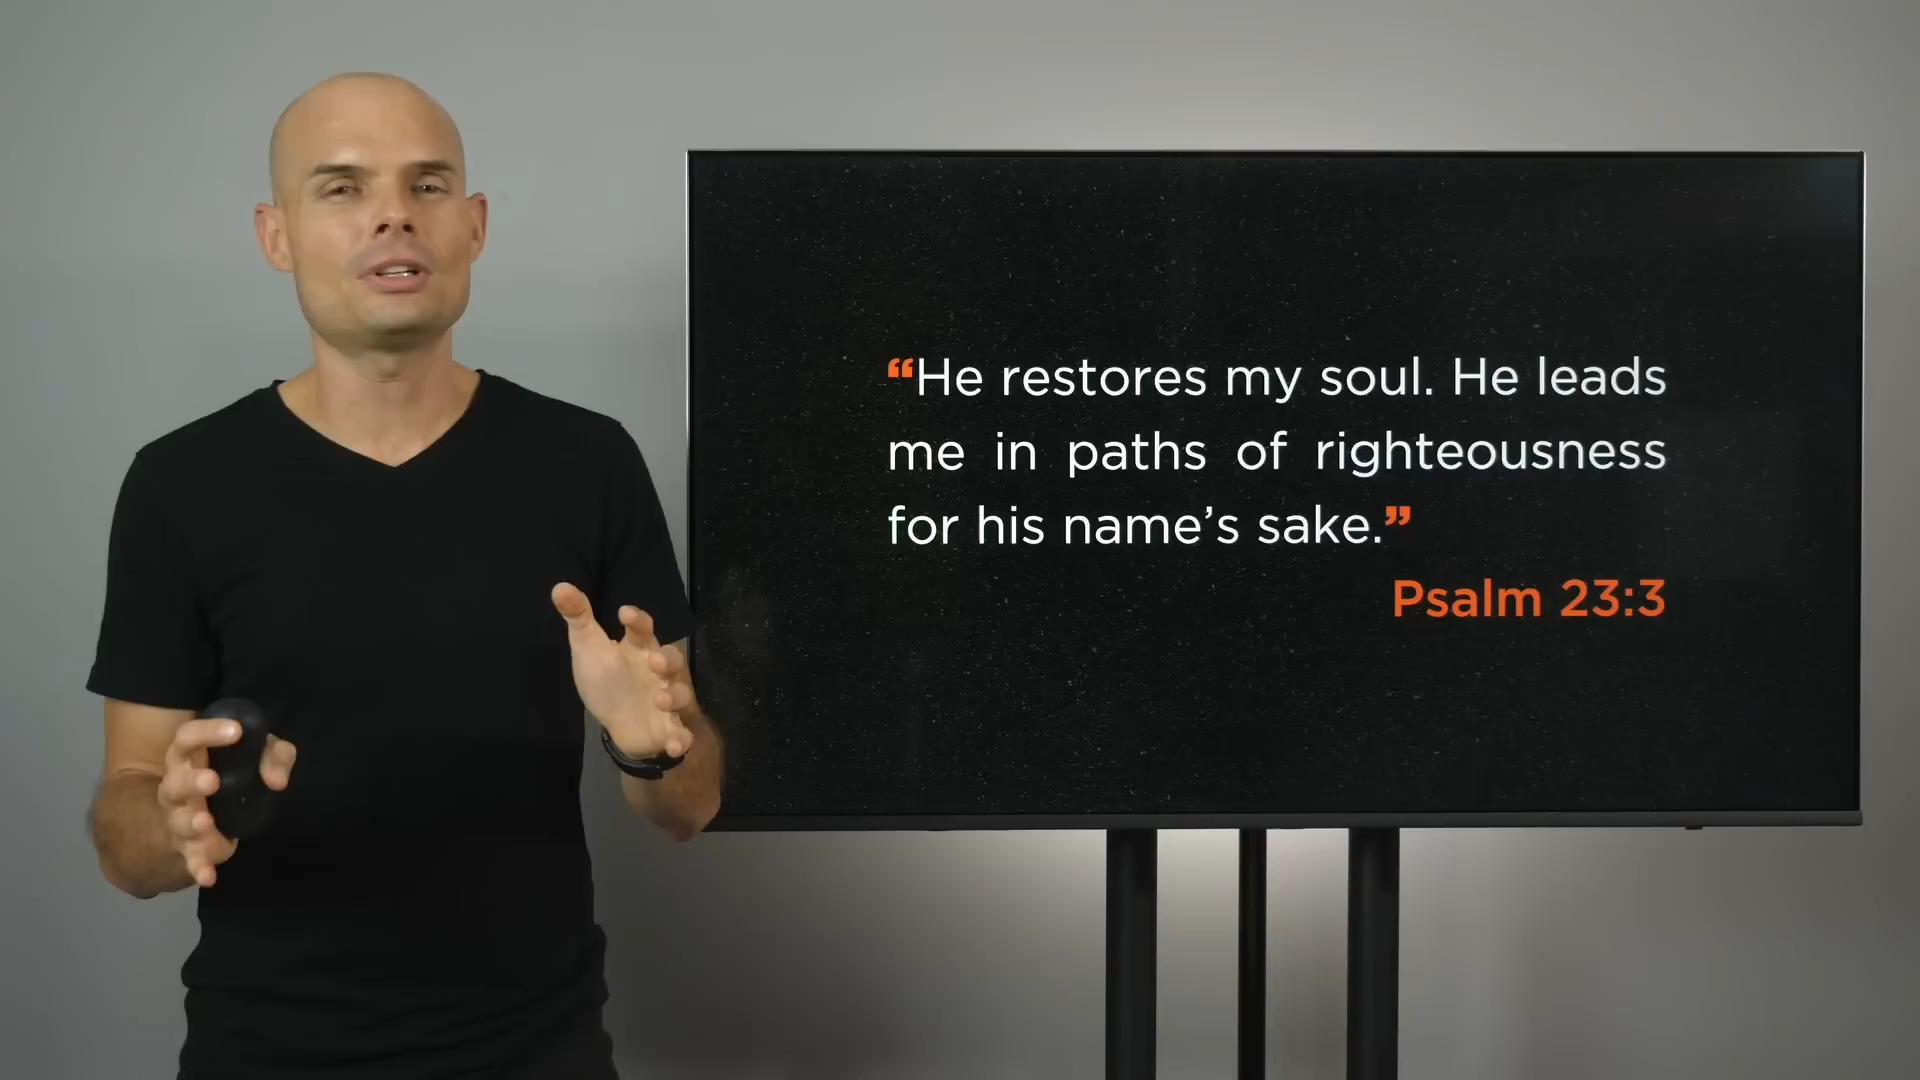 “He restores my soul. He leads
me in paths of righteousness
for his name’s sake.”
Psalm 23:3